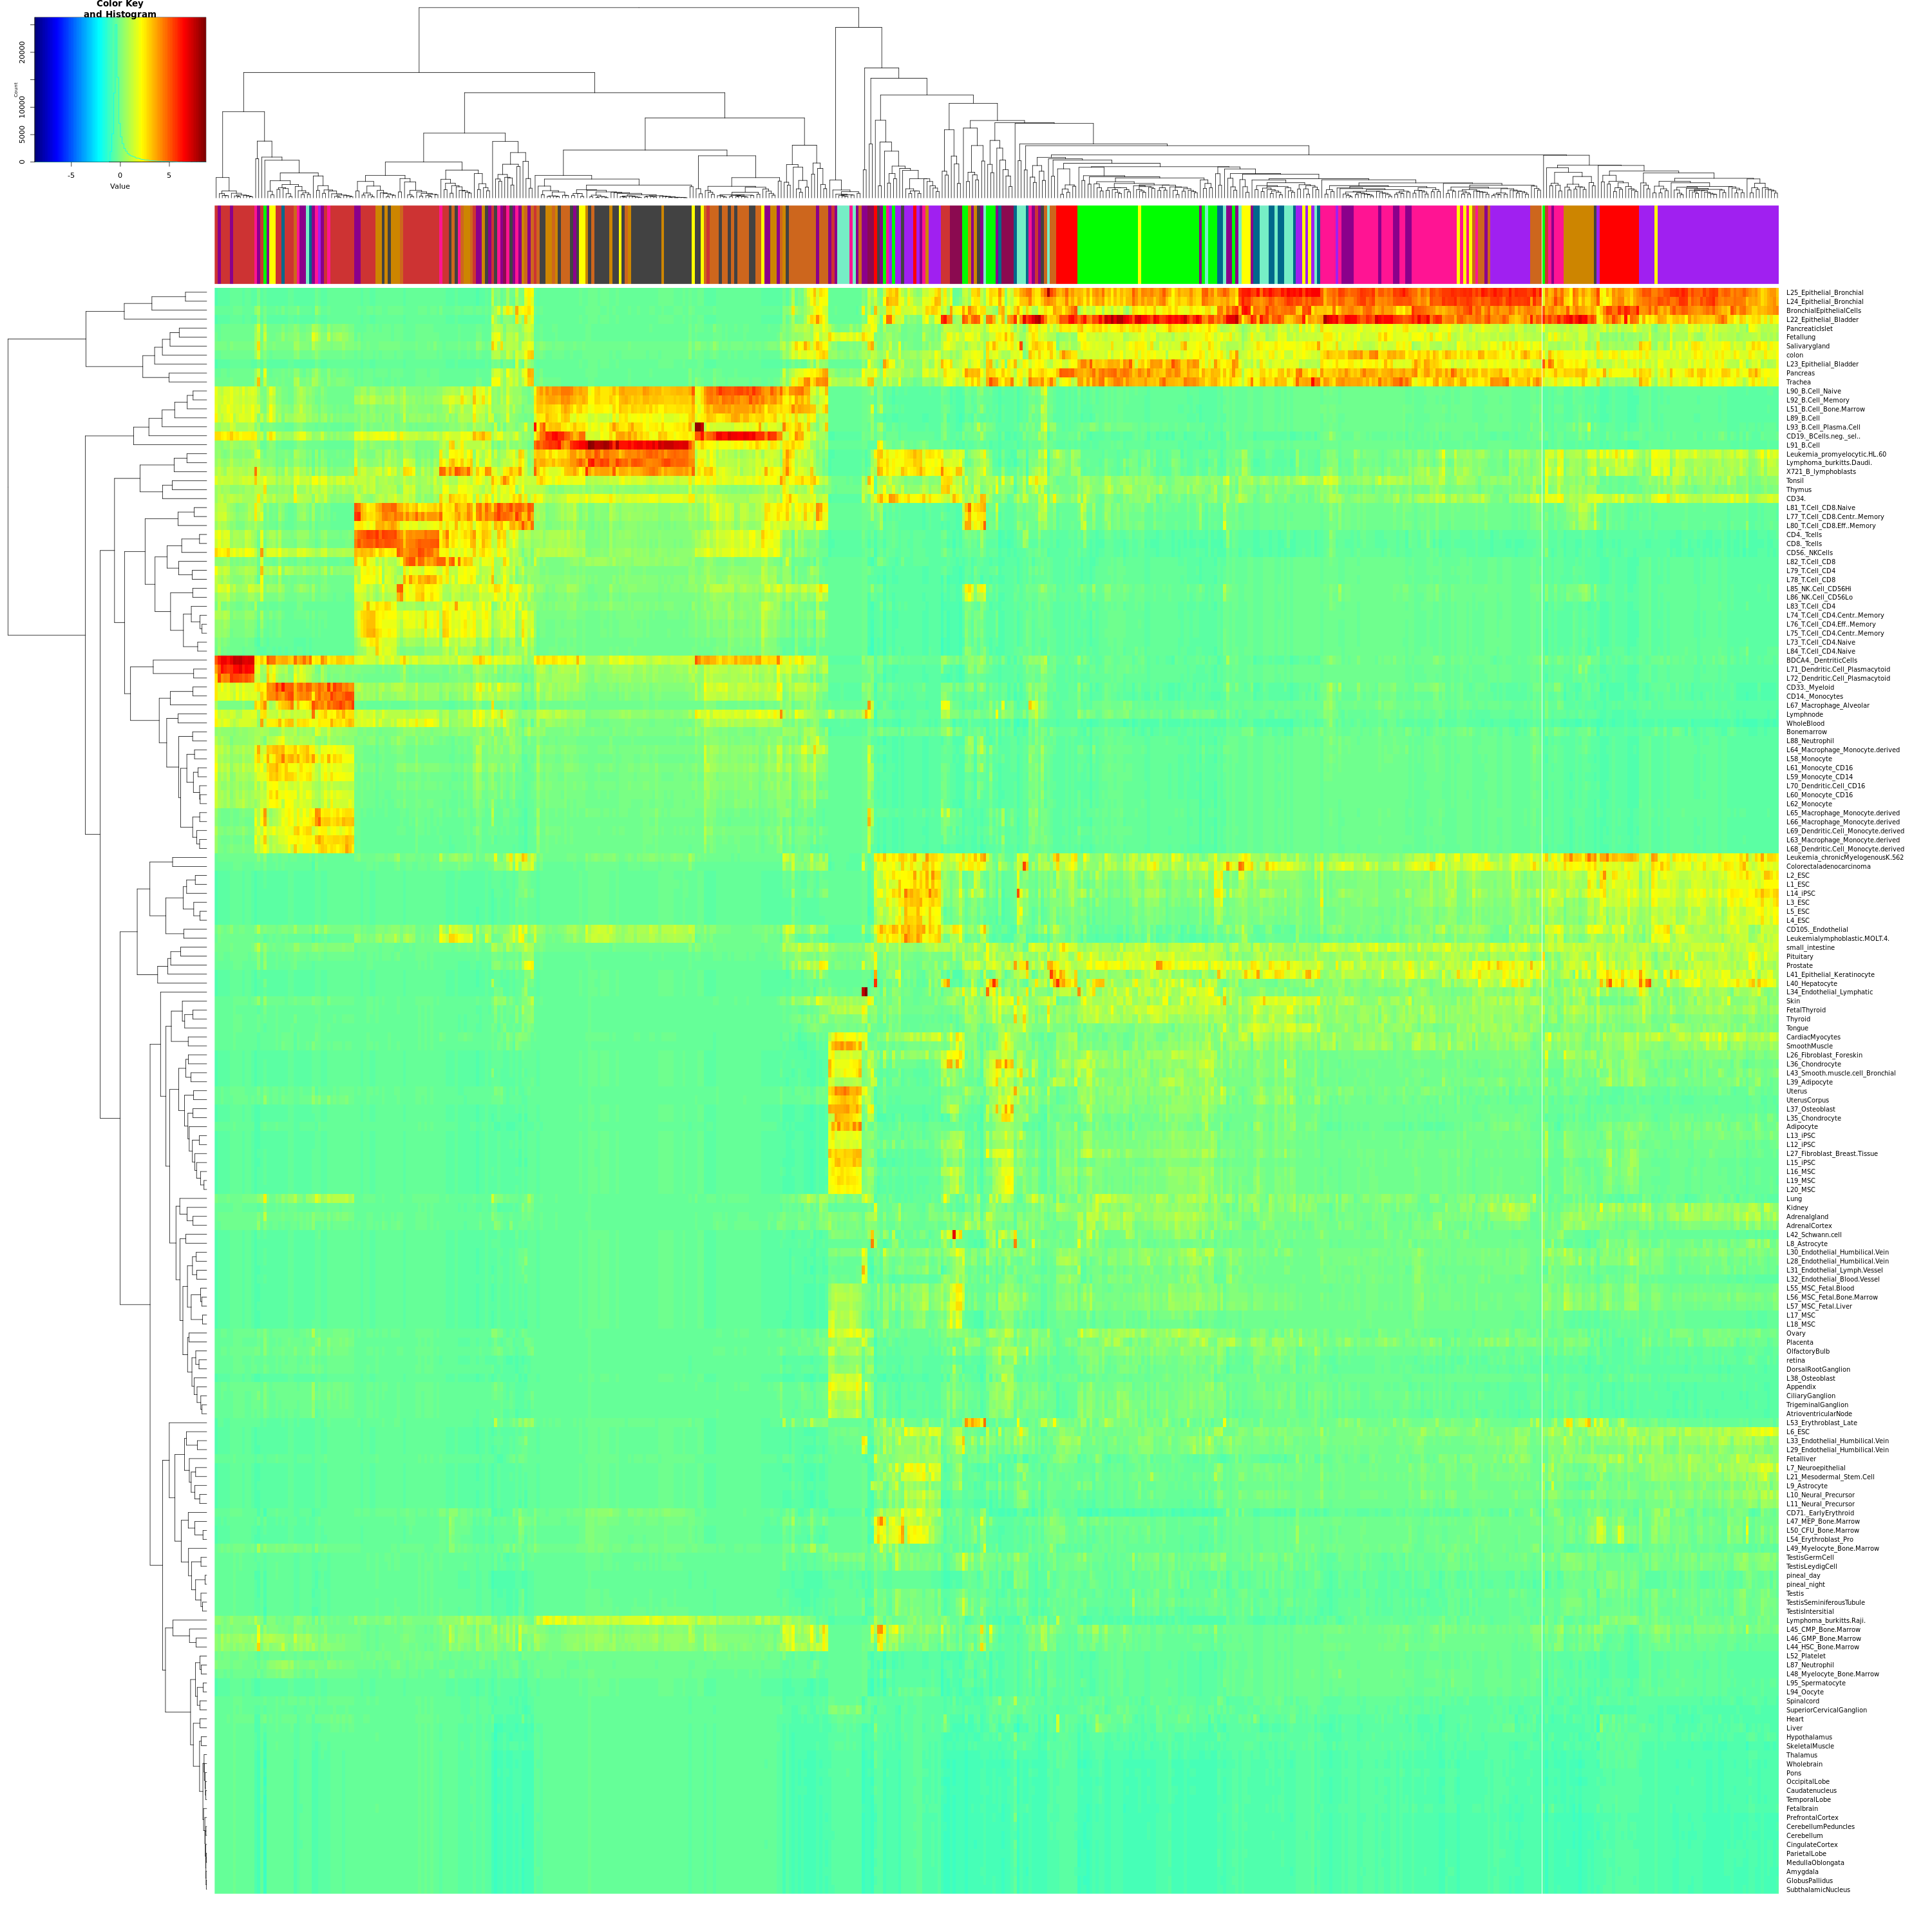 Color Key
and Histogram
Count
0
5000
10000
20000
-5
0
5
Value
L25_Epithelial_Bronchial
L24_Epithelial_Bronchial
BronchialEpithelialCells
L22_Epithelial_Bladder
PancreaticIslet
Fetallung
Salivarygland
colon
L23_Epithelial_Bladder
Pancreas
Trachea
L90_B.Cell_Naive
L92_B.Cell_Memory
L51_B.Cell_Bone.Marrow
L89_B.Cell
L93_B.Cell_Plasma.Cell
CD19._BCells.neg._sel..
L91_B.Cell
Leukemia_promyelocytic.HL.60
Lymphoma_burkitts.Daudi.
X721_B_lymphoblasts
Tonsil
Thymus
CD34.
L81_T.Cell_CD8.Naive
L77_T.Cell_CD8.Centr..Memory
L80_T.Cell_CD8.Eff..Memory
CD4._Tcells
CD8._Tcells
CD56._NKCells
L82_T.Cell_CD8
L79_T.Cell_CD4
L78_T.Cell_CD8
L85_NK.Cell_CD56Hi
L86_NK.Cell_CD56Lo
L83_T.Cell_CD4
L74_T.Cell_CD4.Centr..Memory
L76_T.Cell_CD4.Eff..Memory
L75_T.Cell_CD4.Centr..Memory
L73_T.Cell_CD4.Naive
L84_T.Cell_CD4.Naive
BDCA4._DentriticCells
L71_Dendritic.Cell_Plasmacytoid
L72_Dendritic.Cell_Plasmacytoid
CD33._Myeloid
CD14._Monocytes
L67_Macrophage_Alveolar
Lymphnode
WholeBlood
Bonemarrow
L88_Neutrophil
L64_Macrophage_Monocyte.derived
L58_Monocyte
L61_Monocyte_CD16
L59_Monocyte_CD14
L70_Dendritic.Cell_CD16
L60_Monocyte_CD16
L62_Monocyte
L65_Macrophage_Monocyte.derived
L66_Macrophage_Monocyte.derived
L69_Dendritic.Cell_Monocyte.derived
L63_Macrophage_Monocyte.derived
L68_Dendritic.Cell_Monocyte.derived
Leukemia_chronicMyelogenousK.562
Colorectaladenocarcinoma
L2_ESC
L1_ESC
L14_iPSC
L3_ESC
L5_ESC
L4_ESC
CD105._Endothelial
Leukemialymphoblastic.MOLT.4.
small_intestine
Pituitary
Prostate
L41_Epithelial_Keratinocyte
L40_Hepatocyte
L34_Endothelial_Lymphatic
Skin
FetalThyroid
Thyroid
Tongue
CardiacMyocytes
SmoothMuscle
L26_Fibroblast_Foreskin
L36_Chondrocyte
L43_Smooth.muscle.cell_Bronchial
L39_Adipocyte
Uterus
UterusCorpus
L37_Osteoblast
L35_Chondrocyte
Adipocyte
L13_iPSC
L12_iPSC
L27_Fibroblast_Breast.Tissue
L15_iPSC
L16_MSC
L19_MSC
L20_MSC
Lung
Kidney
Adrenalgland
AdrenalCortex
L42_Schwann.cell
L8_Astrocyte
L30_Endothelial_Humbilical.Vein
L28_Endothelial_Humbilical.Vein
L31_Endothelial_Lymph.Vessel
L32_Endothelial_Blood.Vessel
L55_MSC_Fetal.Blood
L56_MSC_Fetal.Bone.Marrow
L57_MSC_Fetal.Liver
L17_MSC
L18_MSC
Ovary
Placenta
OlfactoryBulb
retina
DorsalRootGanglion
L38_Osteoblast
Appendix
CiliaryGanglion
TrigeminalGanglion
AtrioventricularNode
L53_Erythroblast_Late
L6_ESC
L33_Endothelial_Humbilical.Vein
L29_Endothelial_Humbilical.Vein
Fetalliver
L7_Neuroepithelial
L21_Mesodermal_Stem.Cell
L9_Astrocyte
L10_Neural_Precursor
L11_Neural_Precursor
CD71._EarlyErythroid
L47_MEP_Bone.Marrow
L50_CFU_Bone.Marrow
L54_Erythroblast_Pro
L49_Myelocyte_Bone.Marrow
TestisGermCell
TestisLeydigCell
pineal_day
pineal_night
Testis
TestisSeminiferousTubule
TestisIntersitial
Lymphoma_burkitts.Raji.
L45_CMP_Bone.Marrow
L46_GMP_Bone.Marrow
L44_HSC_Bone.Marrow
L52_Platelet
L87_Neutrophil
L48_Myelocyte_Bone.Marrow
L95_Spermatocyte
L94_Oocyte
Spinalcord
SuperiorCervicalGanglion
Heart
Liver
Hypothalamus
SkeletalMuscle
Thalamus
Wholebrain
Pons
OccipitalLobe
Caudatenucleus
TemporalLobe
Fetalbrain
PrefrontalCortex
CerebellumPeduncles
Cerebellum
CingulateCortex
ParietalLobe
MedullaOblongata
Amygdala
GlobusPallidus
SubthalamicNucleus